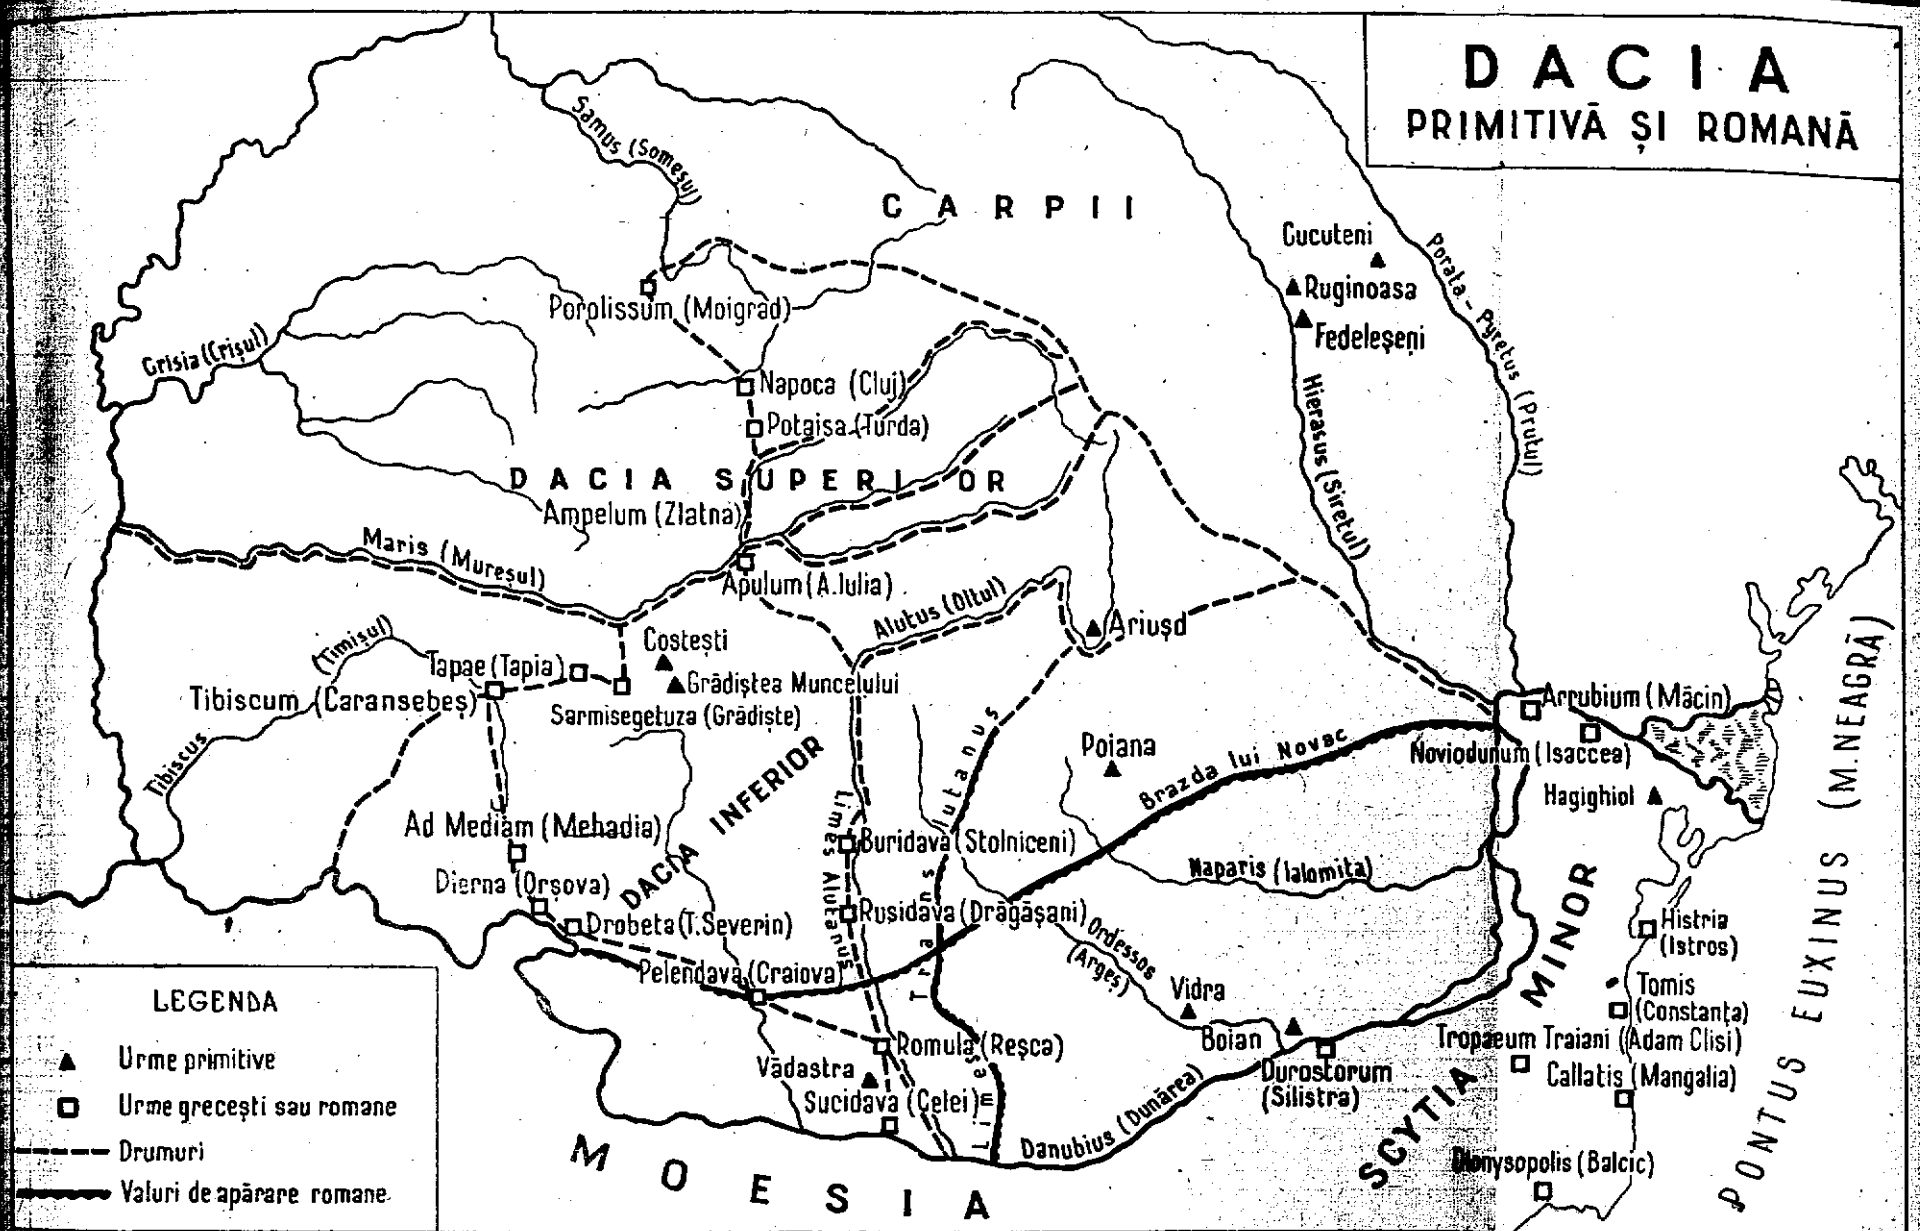 DACIA
PRIMITIVĂ ȘI ROMANĂ
Samus (Someșul)
CARPII
Cucuteni
Ruginoasa
Fedeleșeni
Porata - Pyretus (Prutul)
Hierasus (Siretul)
Porolissum (Moigrad)
Grisia (Crișul)
Napoca (Cluj)
Potaisa (Turda)
DACIA SUPERIOR
Ampelum (Zlatna)
Maris (Mureșul)
Apulum (A.Iulia)
Alutus (Oltul)
Ariușd
Costești
(Timișul)
Tapae (Tapia)
Grădiștea Muncelului
Tibiscum (Caransebeș)
Sarmisegetuza (Grădiște)
Tibiscus
Arrubium (Măcin)
Noviodunum (Isaccea)
Hagighiol
Poiana
Brazda lui Novac
DACIA INFERIOR
Limes Alutanus
Limes Transalutanus
Ad Mediam (Mehadia)
Buridava (Stolniceni)
Naparis (Ialomița)
Dierna (Orșova)
Drobeta (T.Severin)
Rusidava (Drăgășani)
Ordessos
(Argeș)
Pelendava (Craiova)
Vidra
Boian
Histria
(Istros)
Tomis
(Constanța)
Tropaeum Traiani (Adam Clisi)
Callatis (Mangalia)
Romula (Reșca)
Vădastra
Sucidava (Celei)
Durostorum
(Silistra)
Danubius (Dunărea)
Dionysopolis (Balcic)
SCYTIA MINOR
PONTUS EUXINUS (M.NEAGRĂ)
MOESIA
LEGENDA
Urme primitive
Urme grecești sau romane
Drumuri
Valuri de apărare romane